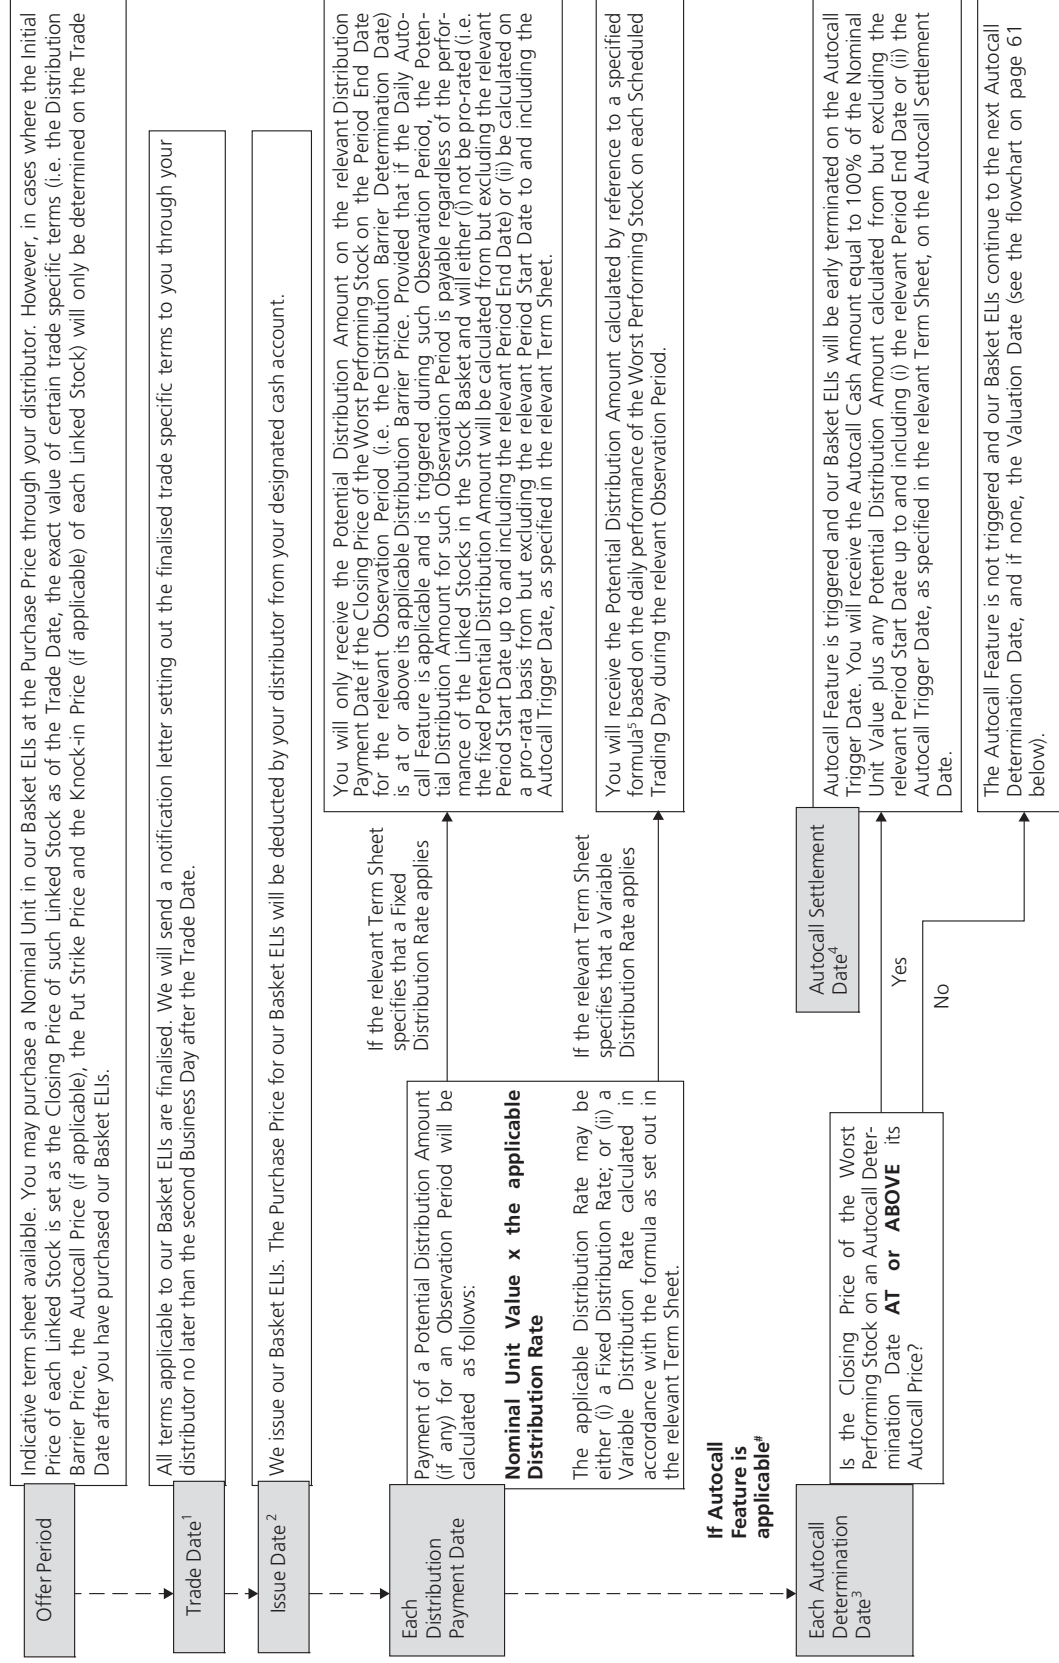 Offer Period
Indicative term sheet available. You may purchase a Nominal Unit in our Basket ELIs at the Purchase Price through your distributor. However, in cases where the Initial
Price of each Linked Stock is set as the Closing Price of such Linked Stock as of the Trade Date, the exact value of certain trade specific terms (i.e. the Distribution
Barrier Price, the Autocall Price (if applicable), the Put Strike Price and the Knock-in Price (if applicable) of each Linked Stock) will only be determined on the Trade
Date after you have purchased our Basket ELIs.
Trade Date1
All terms applicable to our Basket ELIs are finalised. We will send a notification letter setting out the finalised trade specific terms to you through your
distributor no later than the second Business Day after the Trade Date.
Issue Date2
We issue our Basket ELIs. The Purchase Price for our Basket ELIs will be deducted by your distributor from your designated cash account.
Each
Distribution
Payment Date
Payment of a Potential Distribution Amount
(if any) for an Observation Period will be
calculated as follows:
Nominal Unit Value x the applicable
Distribution Rate
The applicable Distribution Rate may be
either (i) a Fixed Distribution Rate; or (ii) a
Variable Distribution Rate calculated in
accordance with the formula as set out in
the relevant Term Sheet.
If the relevant Term Sheet
specifies that a Fixed
Distribution Rate applies
You will only receive the Potential Distribution Amount on the relevant Distribution
Payment Date if the Closing Price of the Worst Performing Stock on the Period End Date
for the relevant Observation Period (i.e. the Distribution Barrier Determination Date)
is at or above its applicable Distribution Barrier Price. Provided that if the Daily Auto-
call Feature is applicable and is triggered during such Observation Period, the Poten-
tial Distribution Amount for such Observation Period is payable regardless of the perfor-
mance of the Linked Stocks in the Stock Basket and will either (i) not be pro-rated (i.e.
the fixed Potential Distribution Amount will be calculated from but excluding the relevant
Period Start Date up to and including the relevant Period End Date) or (ii) be calculated on
a pro-rata basis from but excluding the relevant Period Start Date to and including the
Autocall Trigger Date, as specified in the relevant Term Sheet.
If the relevant Term Sheet
specifies that a Variable
Distribution Rate applies
You will receive the Potential Distribution Amount calculated by reference to a specified
formula5 based on the daily performance of the Worst Performing Stock on each Scheduled
Trading Day during the relevant Observation Period.
If Autocall
Feature is
applicable#
Each Autocall
Determination
Date3
Is the Closing Price of the Worst
Performing Stock on an Autocall Deter-
mination Date AT or ABOVE its
Autocall Price?
Yes
No
Autocall Settlement
Date4
Autocall Feature is triggered and our Basket ELIs will be early terminated on the Autocall
Trigger Date. You will receive the Autocall Cash Amount equal to 100% of the Nominal
Unit Value plus any Potential Distribution Amount calculated from but excluding the
relevant Period Start Date up to and including (i) the relevant Period End Date or (ii) the
Autocall Trigger Date, as specified in the relevant Term Sheet, on the Autocall Settlement
Date.
The Autocall Feature is not triggered and our Basket ELIs continue to the next Autocall
Determination Date, and if none, the Valuation Date (see the flowchart on page 61
below).